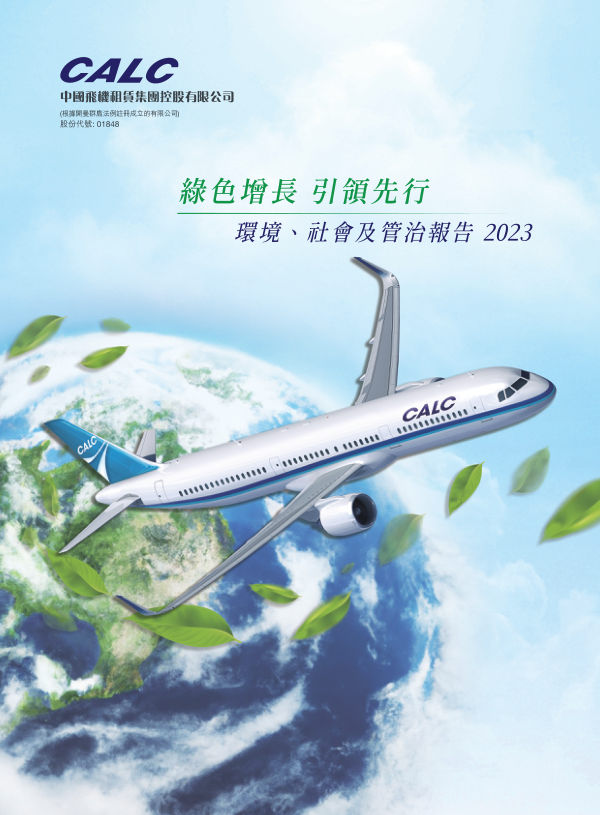 CALC
中國飛機租賃集團控股有限公司
(根據開曼群島法例註冊成立的有限公司)
股份代號: 01848
綠色增長 引領先行
環境、社會及管治報告 2023
CALC
CALC